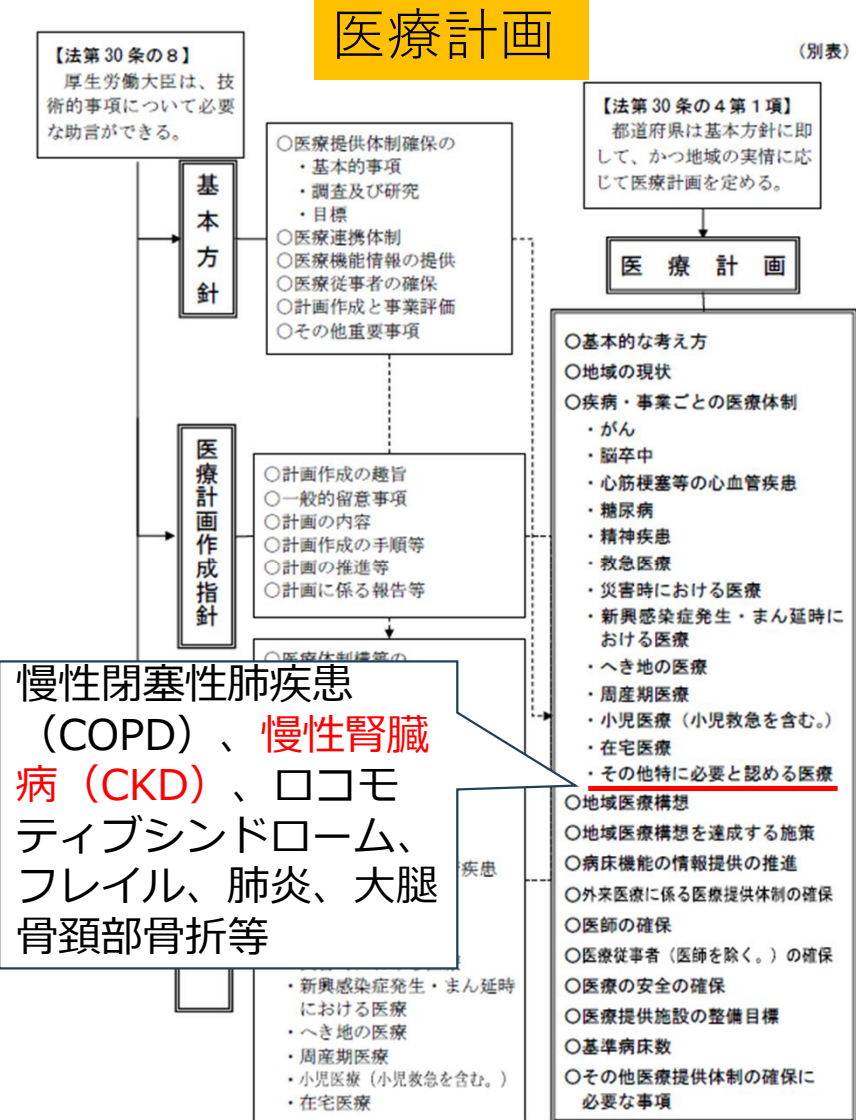 医療計画
(別表)
【法第30条の8】
厚生労働大臣は、技
術的事項について必要
な助言ができる。
【法第30条の4第1項】
都道府県は基本方針に即
して、かつ地域の実情に応
じて医療計画を定める。
基本方針
○医療提供体制確保の
・基本的事項
・調査及び研究
・目標
○医療連携体制
○医療機能情報の提供
○医療従事者の確保
○計画作成と事業評価
○その他重要事項
医療計画作成指針
○計画作成の趣旨
○一般的留意事項
○計画の内容
○計画作成の手順等
○計画の推進等
○計画に係る報告等
○医療体制構築の
慢性閉塞性肺疾患
（COPD）、慢性腎臓
病（CKD）、ロコモ
ティブシンドローム、
フレイル、肺炎、大腿
骨頚部骨折等
疾患
・新興感染症発生・まん延時
における医療
・へき地の医療
・周産期医療
・小児医療（小児救急を含む。）
・在宅医療
医療計画
○基本的な考え方
○地域の現状
○疾病・事業ごとの医療体制
・がん
・脳卒中
・心筋梗塞等の心血管疾患
・糖尿病
・精神疾患
・救急医療
・災害時における医療
・新興感染症発生・まん延時に
おける医療
・へき地の医療
・周産期医療
・小児医療（小児救急を含む。）
・在宅医療
・その他特に必要と認める医療
○地域医療構想
○地域医療構想を達成する施策
○病床機能の情報提供の推進
○外来医療に係る医療提供体制の確保
○医師の確保
○医療従事者（医師を除く。）の確保
○医療の安全の確保
○医療提供施設の整備目標
○基準病床数
○その他医療提供体制の確保に
必要な事項